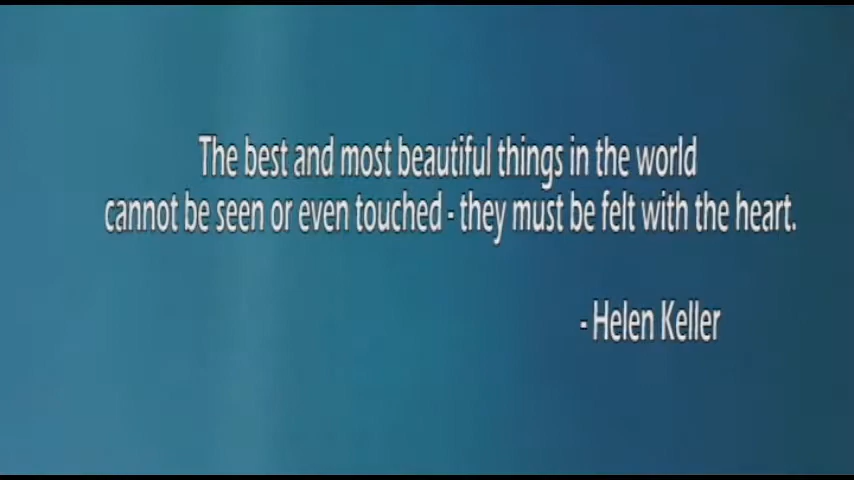 The best and most beautiful things in the world
cannot be seen or even touched - they must be felt with the heart.
- Helen Keller